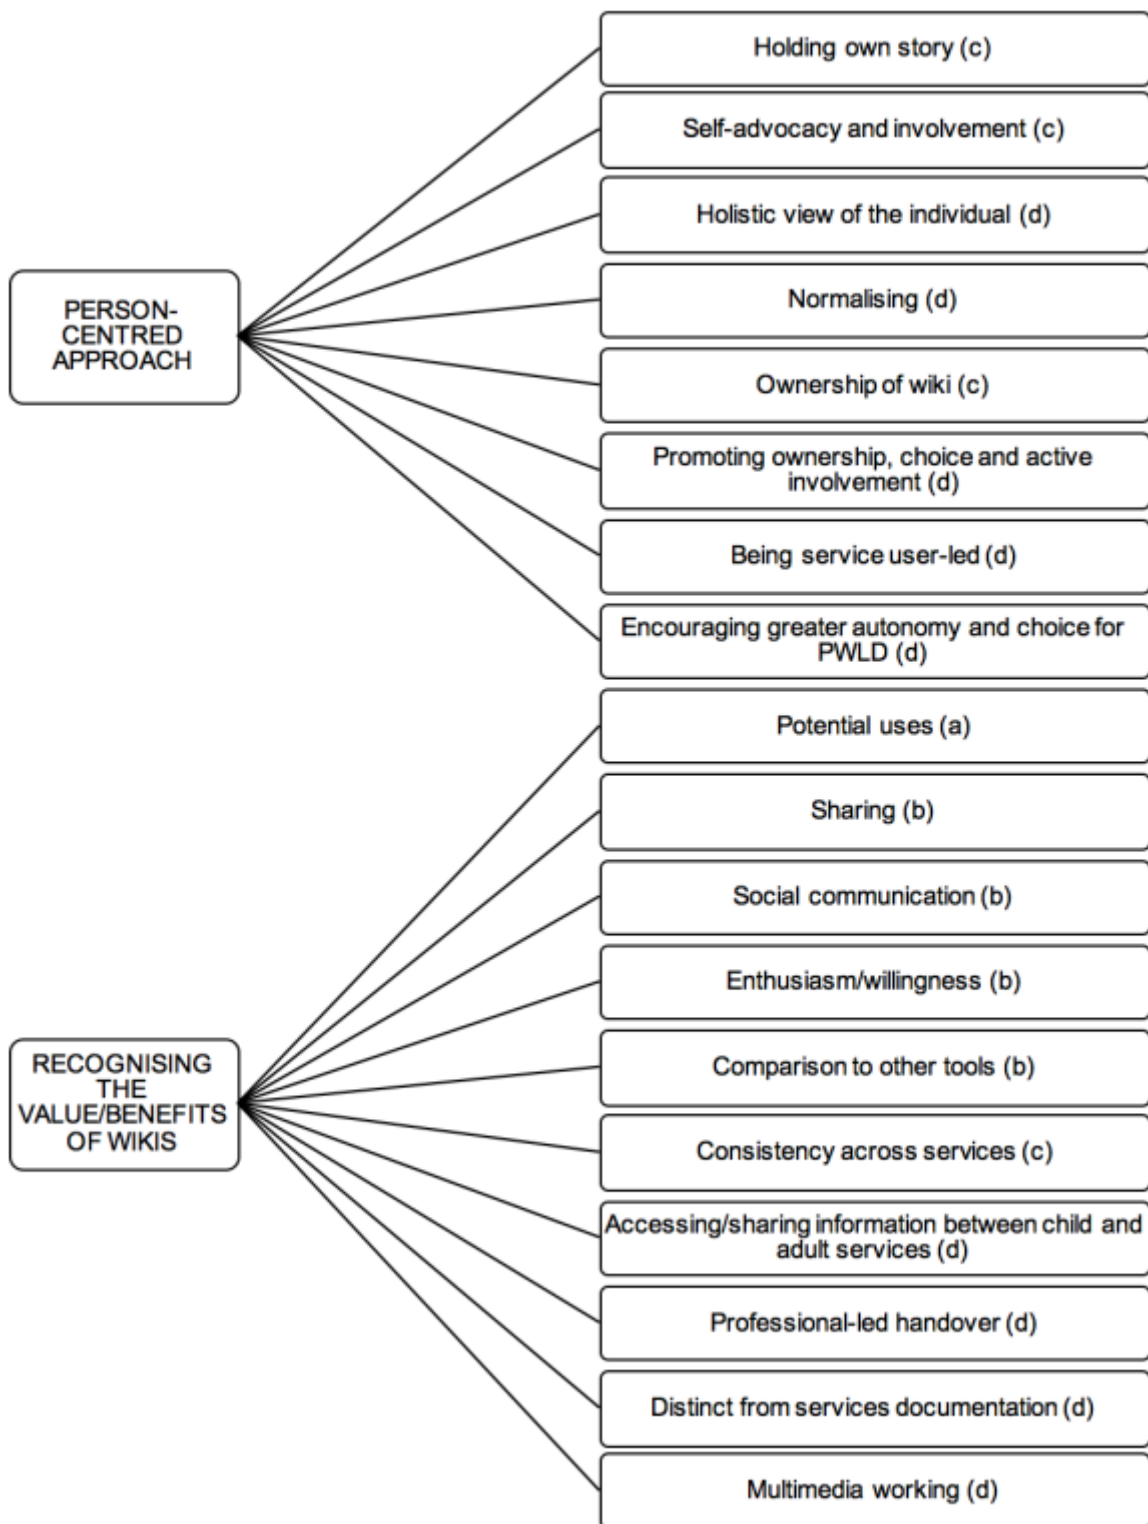 Holding own story (c)
Self-advocacy and involvement (c)
Holistic view of the individual (d)
Normalising (d)
PERSON-
CENTRED
APPROACH
Ownership of wiki (c)
Promoting ownership, choice and active
involvement (d)
Being service user-led (d)
Encouraging greater autonomy and choice for
PWLD (d)
Potential uses (a)
Sharing (b)
Social communication (b)
Enthusiasm/willingness (b)
RECOGNISING
THE
VALUE/BENEFITS
OF WIKIS
Comparison to other tools (b)
Consistency across services (c)
Accessing/sharing information between child and
adult services (d)
Professional-led handover (d)
Distinct from services documentation (d)
Multimedia working (d)